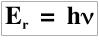 E_r = hν